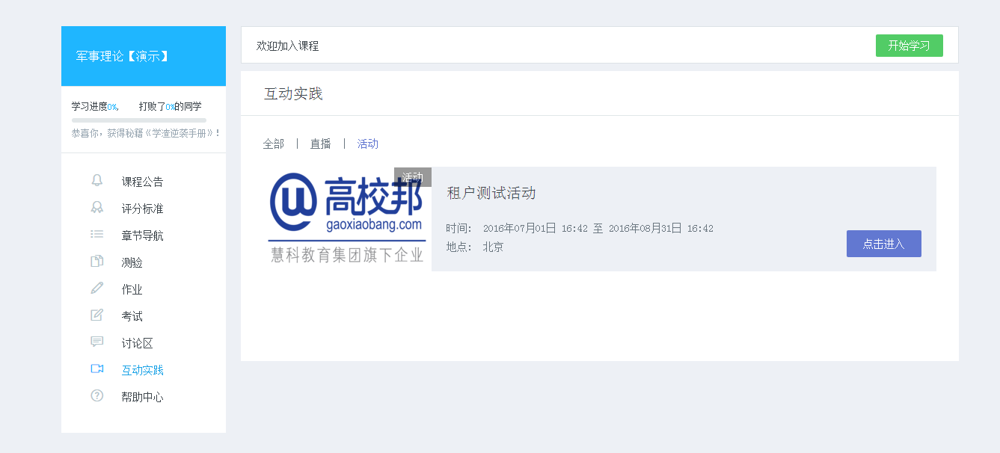 军事理论【演示】
学习进度0%, 打败了0%的同学
恭喜你，获得秘籍《学渣逆袭手册》！
课程公告
评分标准
章节导航
测验
作业
考试
讨论区
互动实践
帮助中心
欢迎加入课程
开始学习
互动实践
全部 | 直播 | 活动
活动
高校邦
gaoxiaobang.com
慧科教育集团旗下企业
租户测试活动
时间: 2016年07月01日 16:42 至 2016年08月31日 16:42
地点: 北京
点击进入